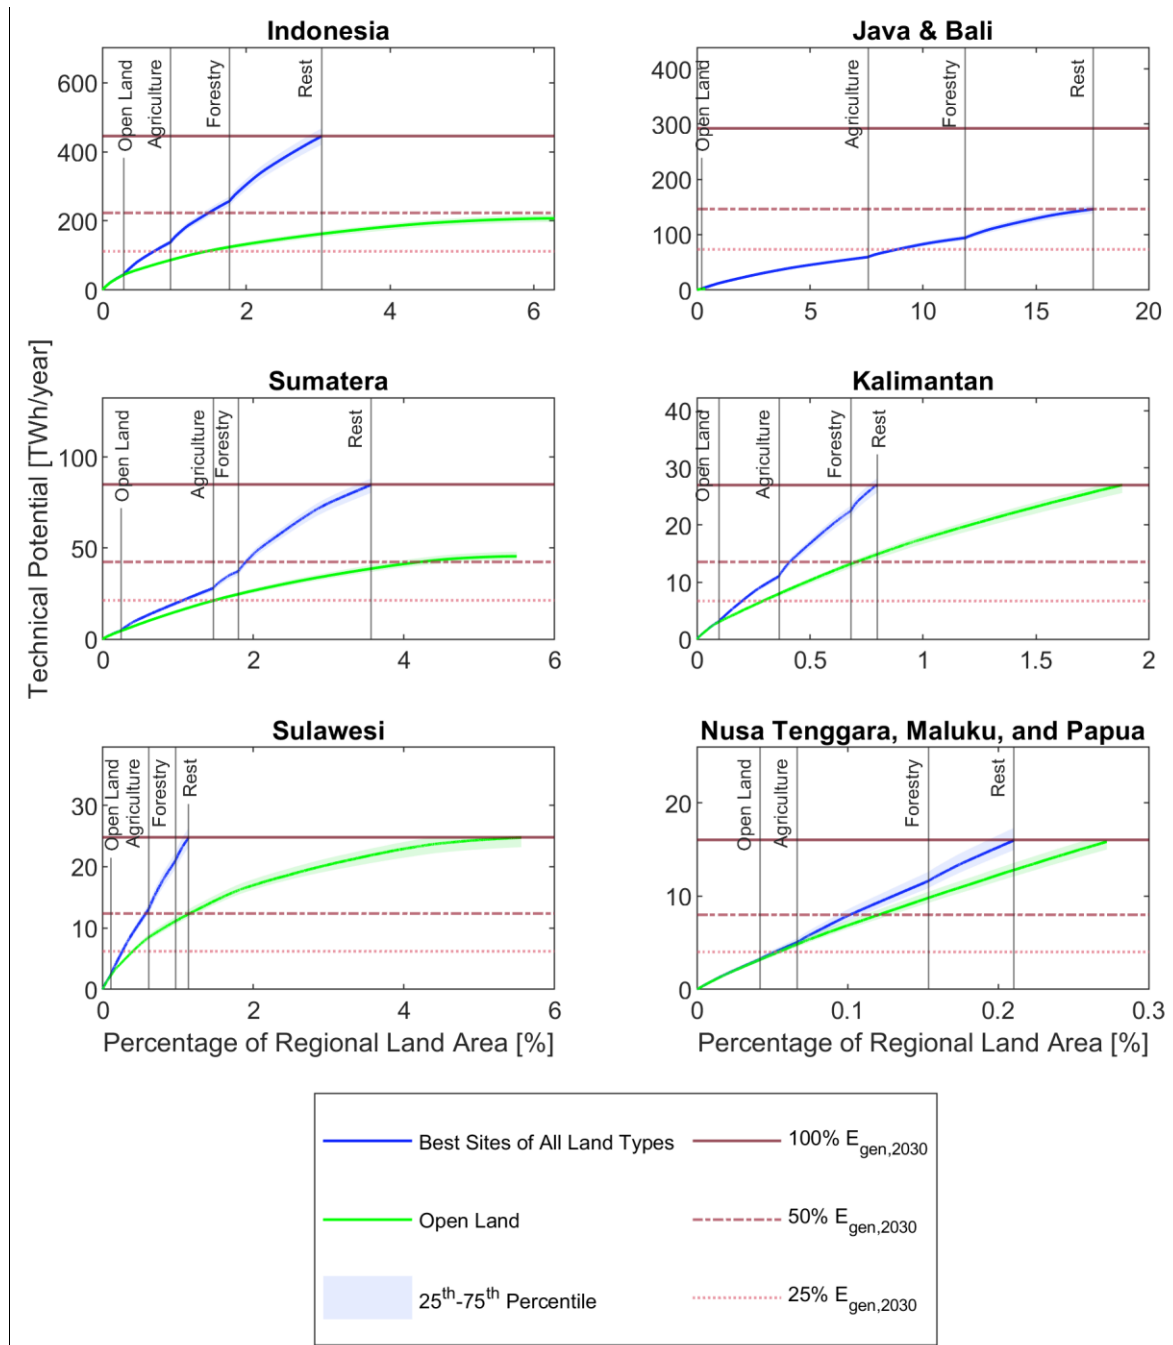 Indonesia
Java & Bali
600
400
200
0
Open Land
Agriculture
Forestry
Rest
0 2 4 6
400
300
200
100
0
Open Land
Agriculture
Forestry
Rest
0 5 10 15 20
Technical Potential [TWh/year]
Sumatera
Kalimantan
100
50
0
Open Land
Agriculture
Forestry
Rest
0 2 4 6
40
30
20
10
0
Open Land
Agriculture
Forestry
Rest
0 0.5 1 1.5 2
Sulawesi
Nusa Tenggara, Maluku, and Papua
30
20
10
0
Open Land
Agriculture
Forestry
Rest
0 2 4 6
Percentage of Regional Land Area [%]
20
10
0
Open Land
Agriculture
Forestry
Rest
0 0.1 0.2 0.3
Percentage of Regional Land Area [%]
Best Sites of All Land Types
100% E gen,2030
Open Land
50% E gen,2030
25th-75th Percentile
25% E gen,2030